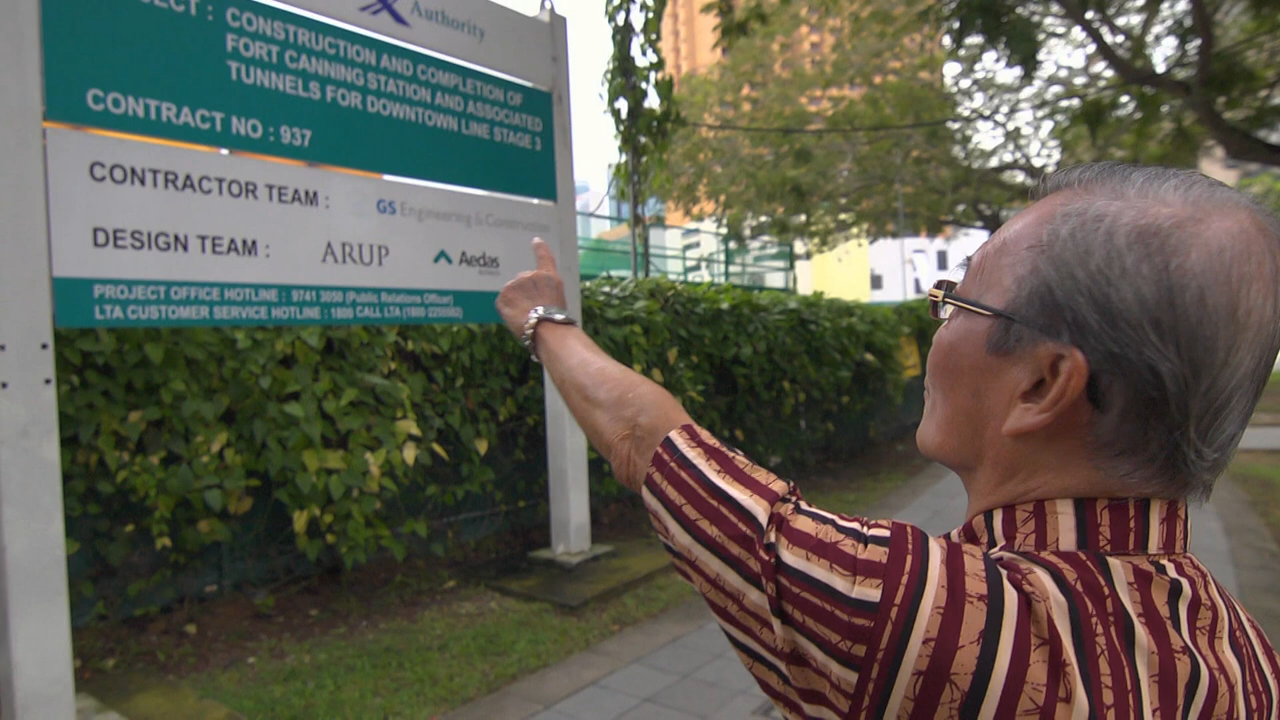 Authority
PROJECT : CONSTRUCTION AND COMPLETION OF
FORT CANNING STATION AND ASSOCIATED
TUNNELS FOR DOWNTOWN LINE STAGE 3
CONTRACT NO : 937
CONTRACTOR TEAM : GS Engineering & Construction
DESIGN TEAM : ARUP Aedas
PROJECT OFFICE HOTLINE : 9741 3050 (Public Relations Officer)
LTA CUSTOMER SERVICE HOTLINE : 1800 CALL LTA (1800 2255582)